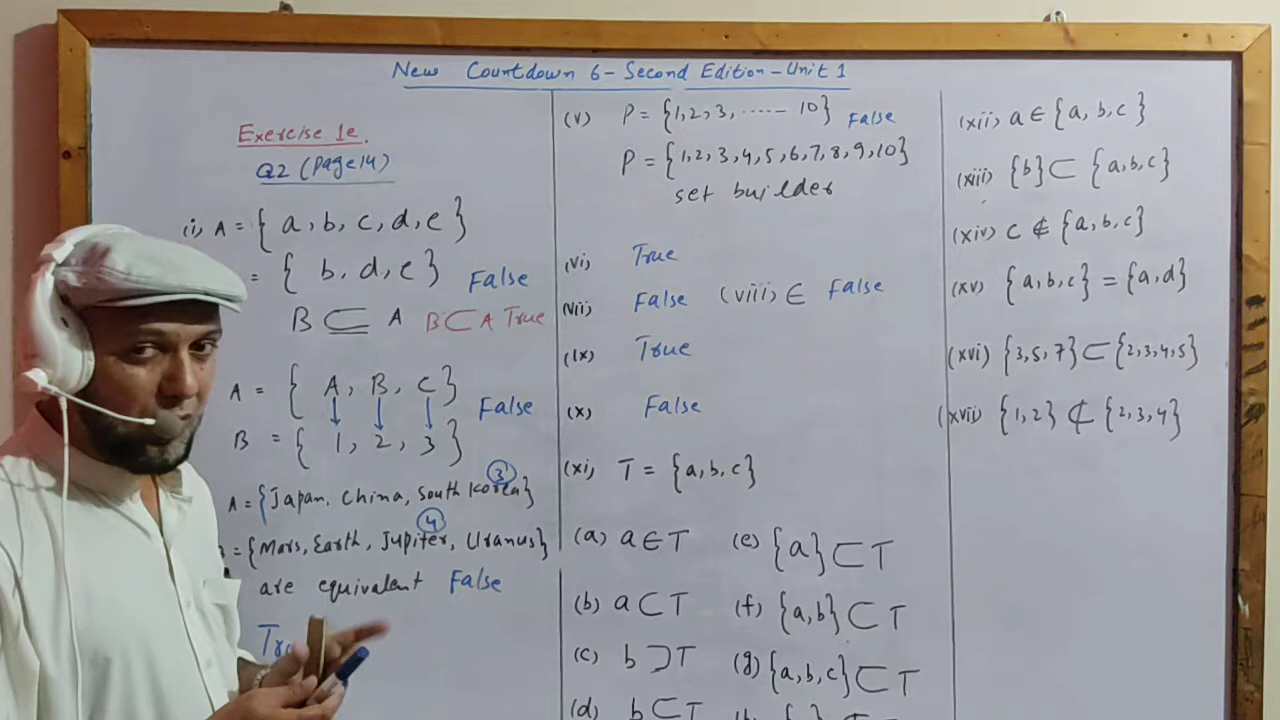 New Countdown 6 - Second Edition - Unit 1
Exercise 1e.
Q2 (Page 14)
(i) A = { a, b, c, d, e }
= { b, d, e } False
B ⊆ A B ⊂ A True
A = { A, B, C }
False
B = { 1, 2, 3 }
3
A = {Japan, China, South Korea}
4
= {Mars, Earth, Jupiter, Uranus}
are equivalent False
(v) P = {1, 2, 3, ...... 10} False
P = {1, 2, 3, 4, 5, 6, 7, 8, 9, 10}
set builder
(vi) True
(vii) False (viii) ∈ False
(ix) True
(x) False
(xi) T = {a, b, c}
(a) a ∈ T (e) {a} ⊂ T
(b) a ⊂ T (f) {a, b} ⊂ T
(c) b ⊃ T (g) {a, b, c} ⊂ T
(d) b ⊂ T
(xii) a ∈ {a, b, c}
(xiii) {b} ⊂ {a, b, c}
(xiv) c ∉ {a, b, c}
(xv) {a, b, c} = {a, d}
(xvi) {3, 5, 7} ⊂ {2, 3, 4, 5}
(xvii) {1, 2} ⊄ {2, 3, 4}